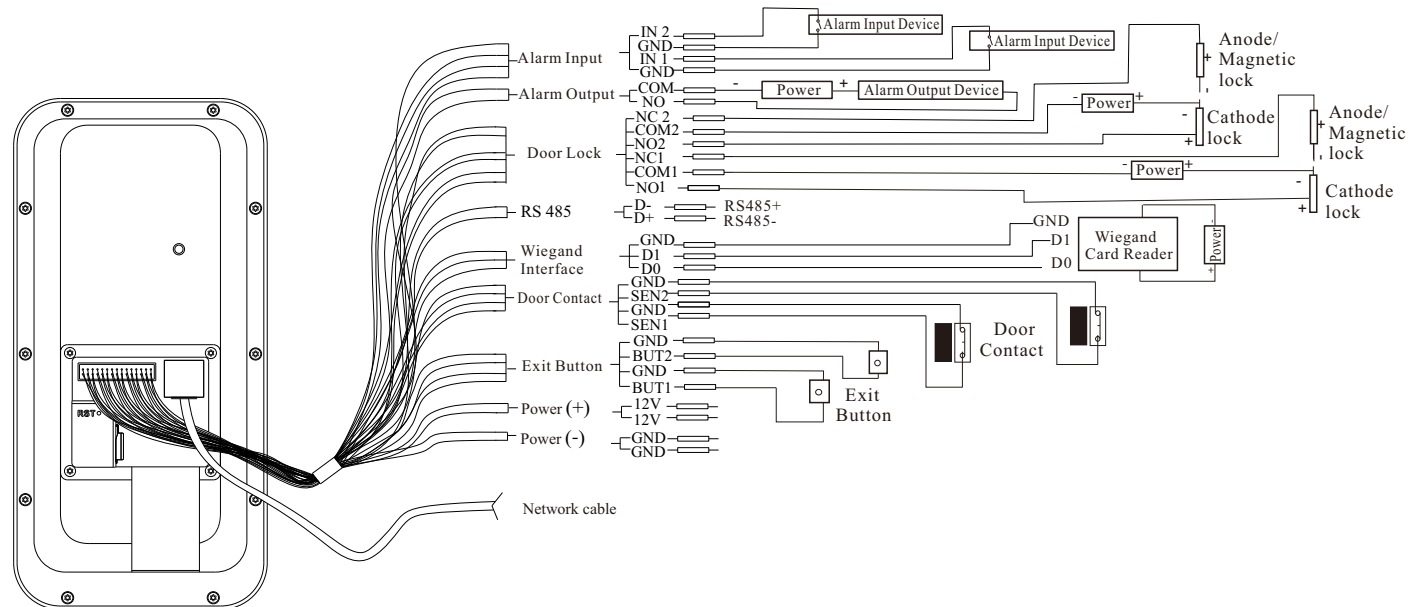 Alarm Input
IN 2
GND
IN 1
GND
Alarm Input Device
Alarm Input Device
Alarm Output
COM
NO
-
Power
+
Alarm Output Device
Door Lock
NC 2
COM2
NO2
NC1
COM1
NO1
-
Power
+
+
-
Anode/
Magnetic
lock
-
+
Cathode
lock
-
Power
+
+
-
Anode/
Magnetic
lock
-
+
Cathode
lock
RS 485
D-
D+
RS485+
RS485-
Wiegand
Interface
GND
D1
D0
GND
D1
D0
Wiegand
Card Reader
+ Power -
Door Contact
GND
SEN2
GND
SEN1
Door
Contact
Exit Button
GND
BUT2
GND
BUT1
Exit
Button
Power (+)
12V
12V
Power (-)
GND
GND
RST
Network cable